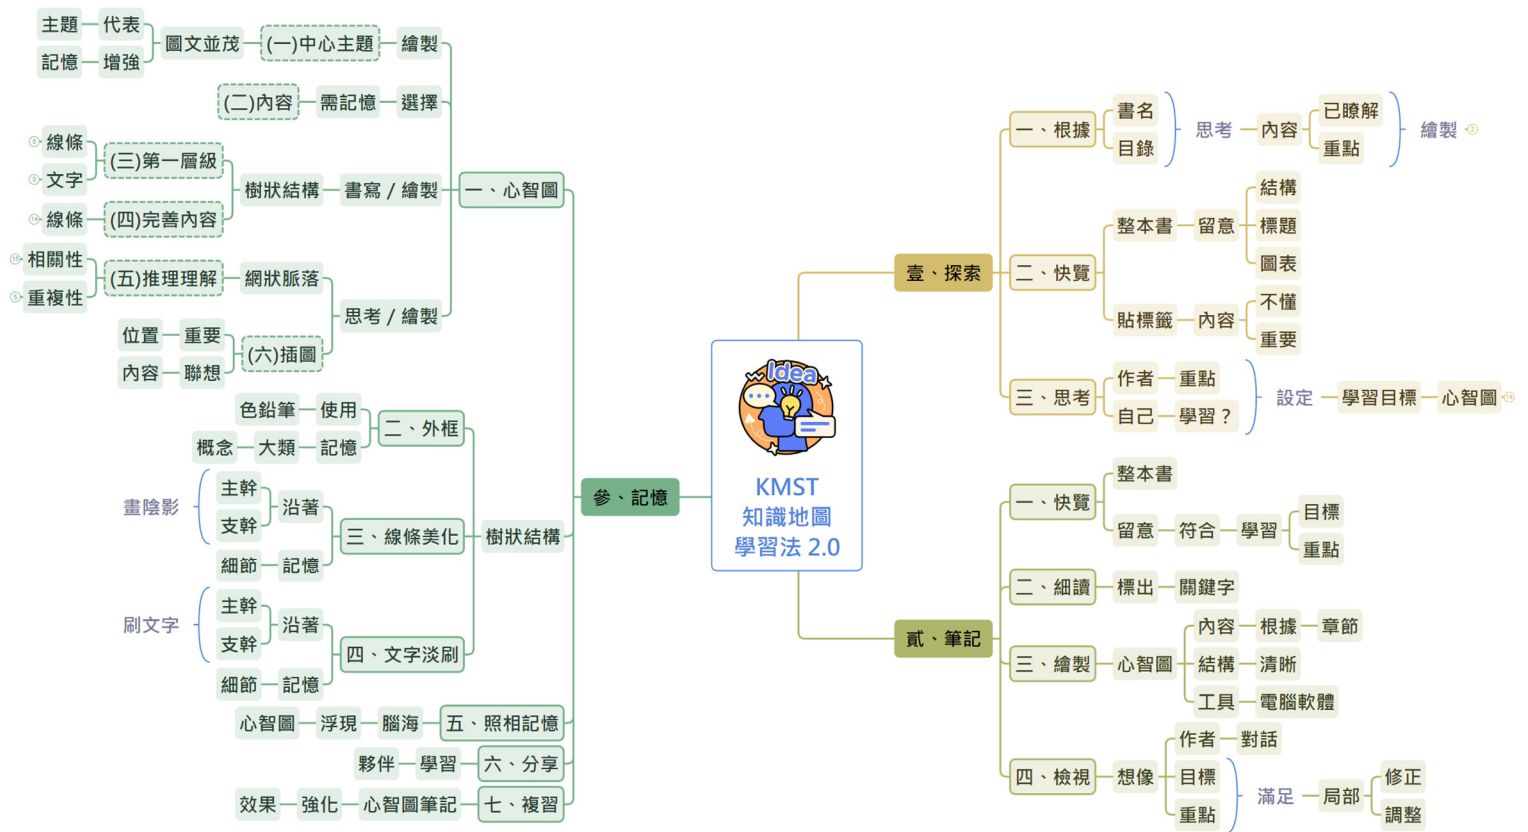 Idea
KMST
知識地圖
學習法 2.0
壹、探索
一、根據
書名
目錄
思考
內容
已瞭解
重點
繪製
2
二、快覽
整本書
留意
結構
標題
圖表
貼標籤
內容
不懂
重要
三、思考
作者
重點
自己
學習？
設定
學習目標
心智圖
貳、筆記
一、快覽
整本書
留意
符合
學習
目標
重點
二、細讀
標出
關鍵字
三、繪製
心智圖
內容
根據
章節
結構
清晰
工具
電腦軟體
四、檢視
想像
作者
對話
目標
重點
滿足
局部
修正
調整
參、記憶
一、心智圖
繪製
(一)中心主題
圖文並茂
代表
主題
增強
記憶
選擇
需記憶
(二)內容
書寫 / 繪製
樹狀結構
(三)第一層級
線條
文字
(四)完善內容
線條
14
思考 / 繪製
網狀脈落
(五)推理理解
相關性
重複性
(六)插圖
重要
位置
聯想
內容
樹狀結構
二、外框
使用
色鉛筆
記憶
大類
概念
三、線條美化
沿著
主幹
支幹
畫陰影
記憶
細節
四、文字淡刷
沿著
主幹
支幹
刷文字
記憶
細節
五、照相記憶
腦海
浮現
心智圖
六、分享
學習
夥伴
七、複習
心智圖筆記
強化
效果